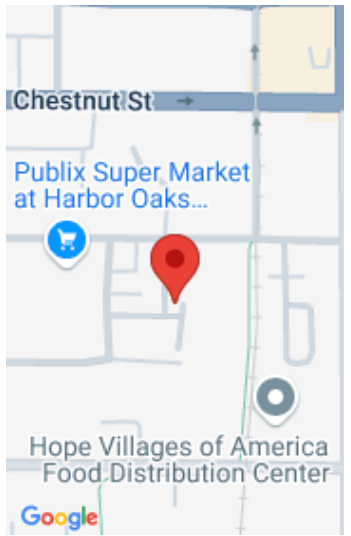 Chestnut St
Publix Super Market
at Harbor Oaks...
Hope Villages of America
Food Distribution Center
Google